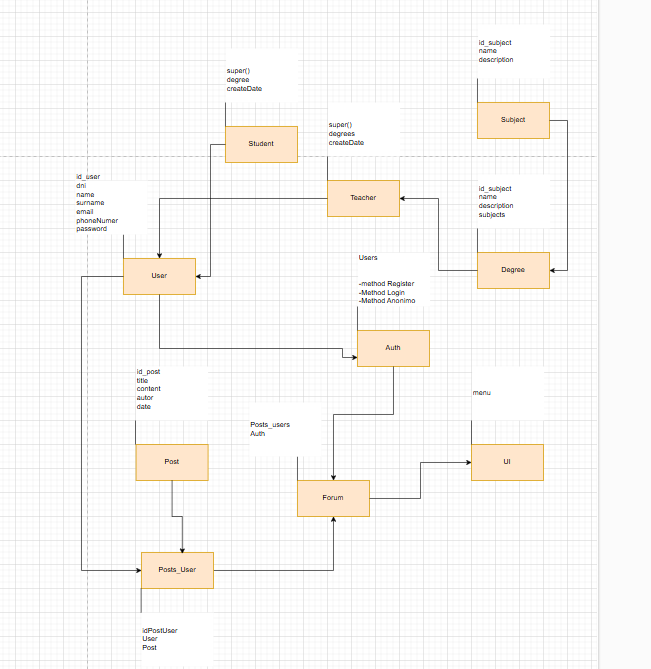 id_subject
name
description
Subject
super()
degree
createDate
Student
super()
degrees
createDate
Teacher
id_subject
name
description
subjects
Degree
id_user
dni
name
surname
email
phoneNumer
password
User
Users
-method Register
-Method Login
-Method Anonimo
Auth
id_post
title
content
autor
date
Post
Posts_users
Auth
Forum
menu
UI
Posts_User
idPostUser
User
Post